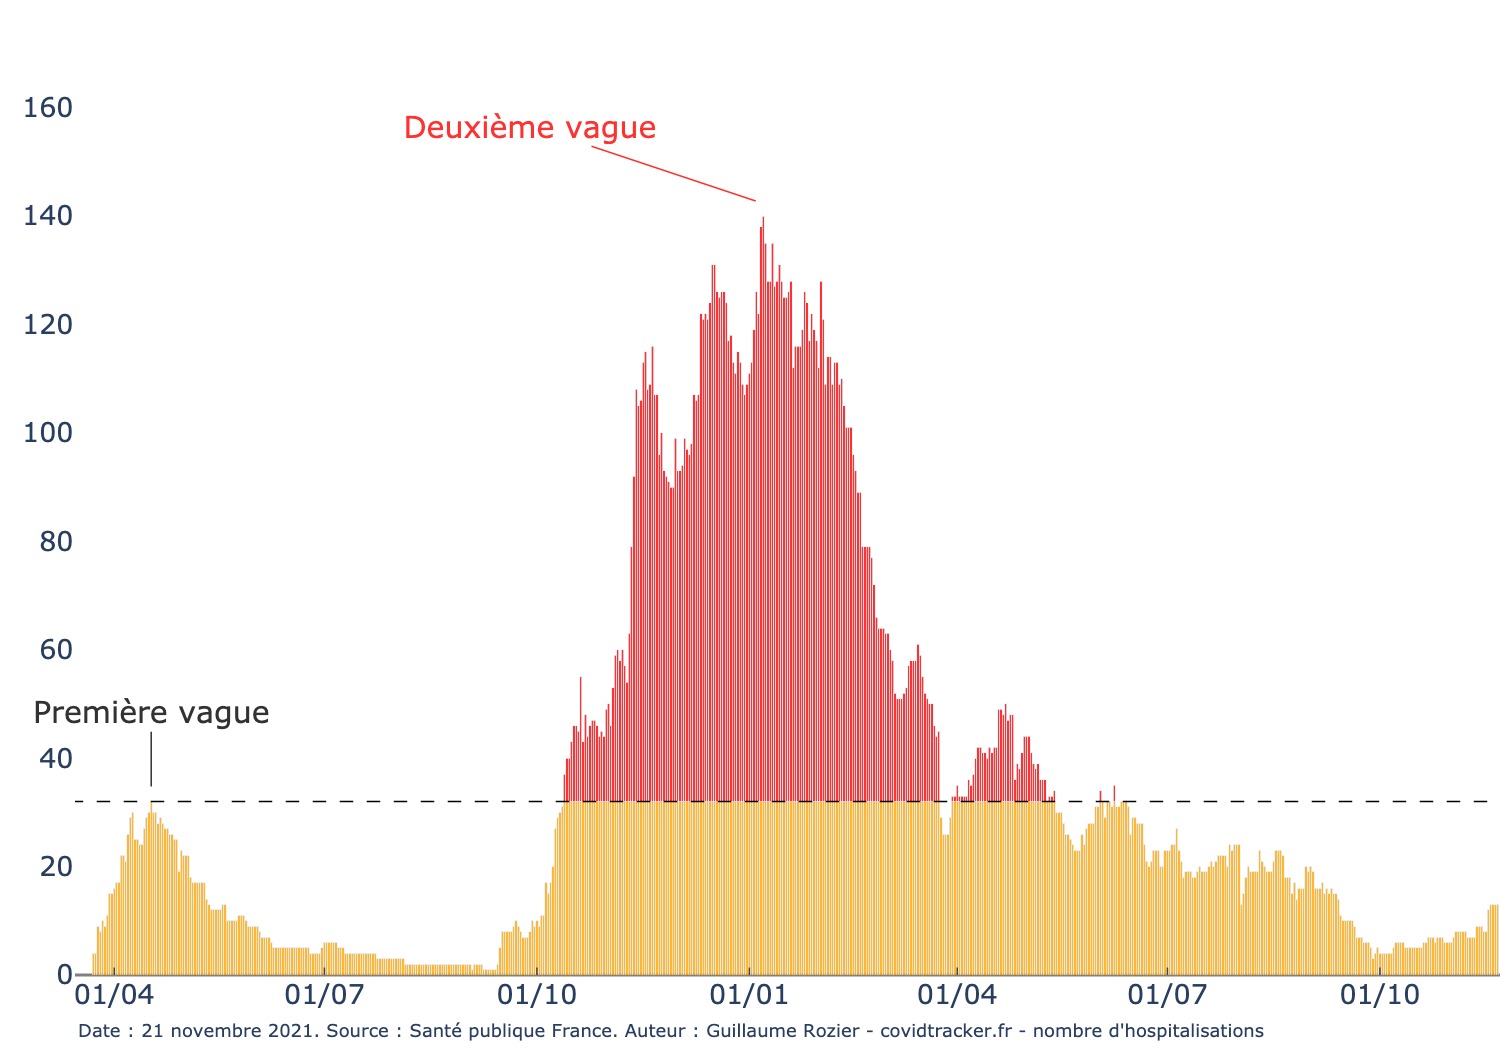 160
Deuxième vague
140
120
100
80
60
Première vague
40
20
0
01/04 01/07 01/10 01/01 01/04 01/07 01/10
Date : 21 novembre 2021. Source : Santé publique France. Auteur : Guillaume Rozier - covidtracker.fr - nombre d'hospitalisations